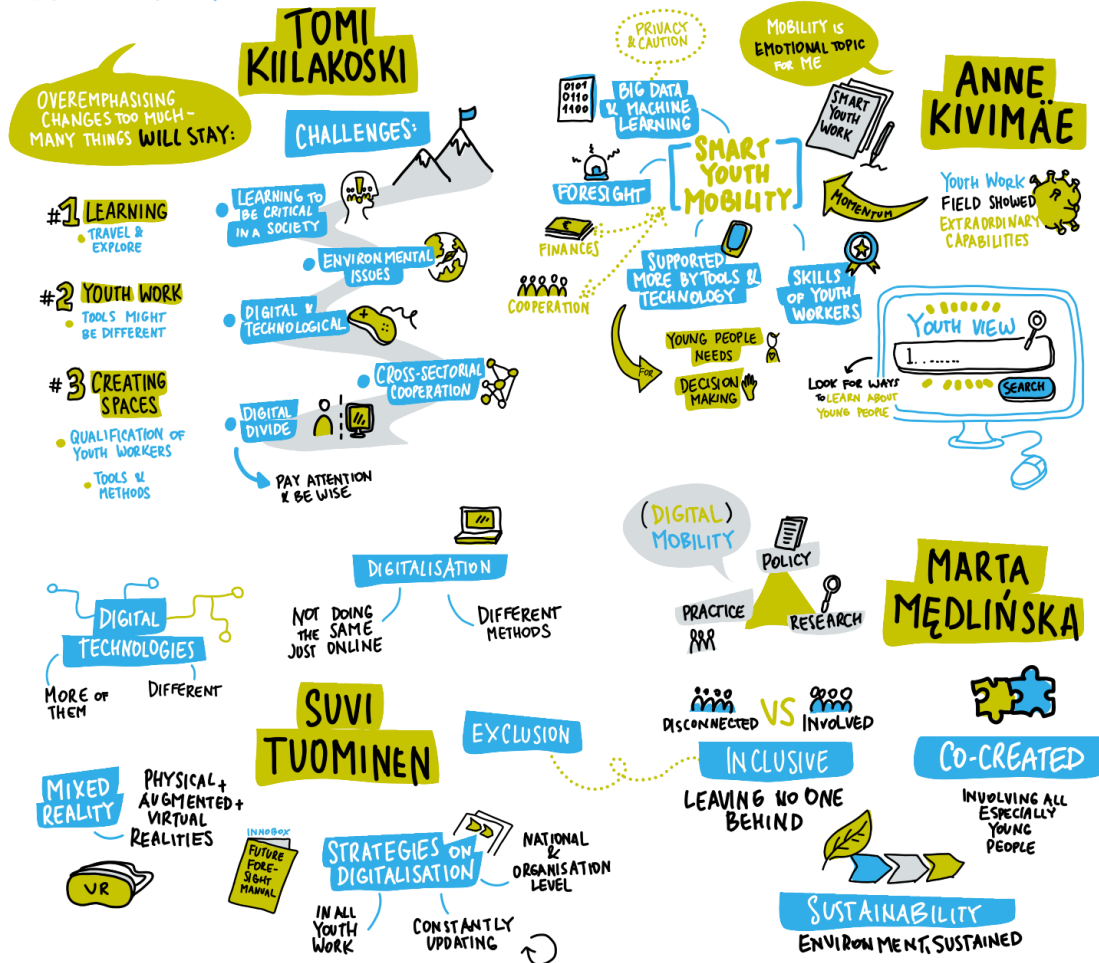 TOMI
KIILAKOSKI
OVEREMPHASISING
CHANGES TOO MUCH–
MANY THINGS WILL STAY:
#1 LEARNING
TRAVEL &
EXPLORE
#2 YOUTH WORK
TOOLS MIGHT
BE DIFFERENT
#3 CREATING
SPACES
QUALIFICATION OF
YOUTH WORKERS
TOOLS &
METHODS
CHALLENGES:
LEARNING TO
BE CRITICAL
IN A SOCIETY
ENVIRONMENTAL
ISSUES
DIGITAL &
TECHNOLOGICAL
CROSS-SECTORIAL
COOPERATION
DIGITAL
DIVIDE
PAY ATTENTION
& BE WISE
ANNE
KIVIMÄE
MOBILITY IS
EMOTIONAL TOPIC
FOR ME
SMART
YOUTH
WORK
PRIVACY
& CAUTION
0101
0110
1100
BIG DATA
& MACHINE
LEARNING
SMART
YOUTH
MOBILITY
FORESIGHT
FINANCES
COOPERATION
SUPPORTED
MORE BY TOOLS &
TECHNOLOGY
SKILLS
OF YOUTH
WORKERS
FOR
YOUNG PEOPLE
NEEDS
DECISION
MAKING
MOMENTUM
YOUTH WORK
FIELD SHOWED
EXTRAORDINARY
CAPABILITIES
YOUTH VIEW
1. .......
SEARCH
LOOK FOR WAYS
TO LEARN ABOUT
YOUNG PEOPLE
SUVI
TUOMINEN
DIGITALISATION
NOT DOING
THE SAME
JUST ONLINE
DIFFERENT
METHODS
DIGITAL
TECHNOLOGIES
MORE OF
THEM
DIFFERENT
MIXED
REALITY
PHYSICAL +
AUGMENTED +
VIRTUAL
REALITIES
VR
INNOBOX
FUTURE
FORE-
SIGHT
MANUAL
STRATEGIES ON
DIGITALISATION
NATIONAL
&
ORGANISATION
LEVEL
IN ALL
YOUTH
WORK
CONSTANTLY
UPDATING
EXCLUSION
MARTA
MĘDLIŃSKA
(DIGITAL)
MOBILITY
POLICY
PRACTICE
RESEARCH
DISCONNECTED VS INVOLVED
INCLUSIVE
LEAVING NO ONE
BEHIND
CO-CREATED
INVOLVING ALL
ESPECIALLY
YOUNG
PEOPLE
SUSTAINABILITY
ENVIRONMENT, SUSTAINED